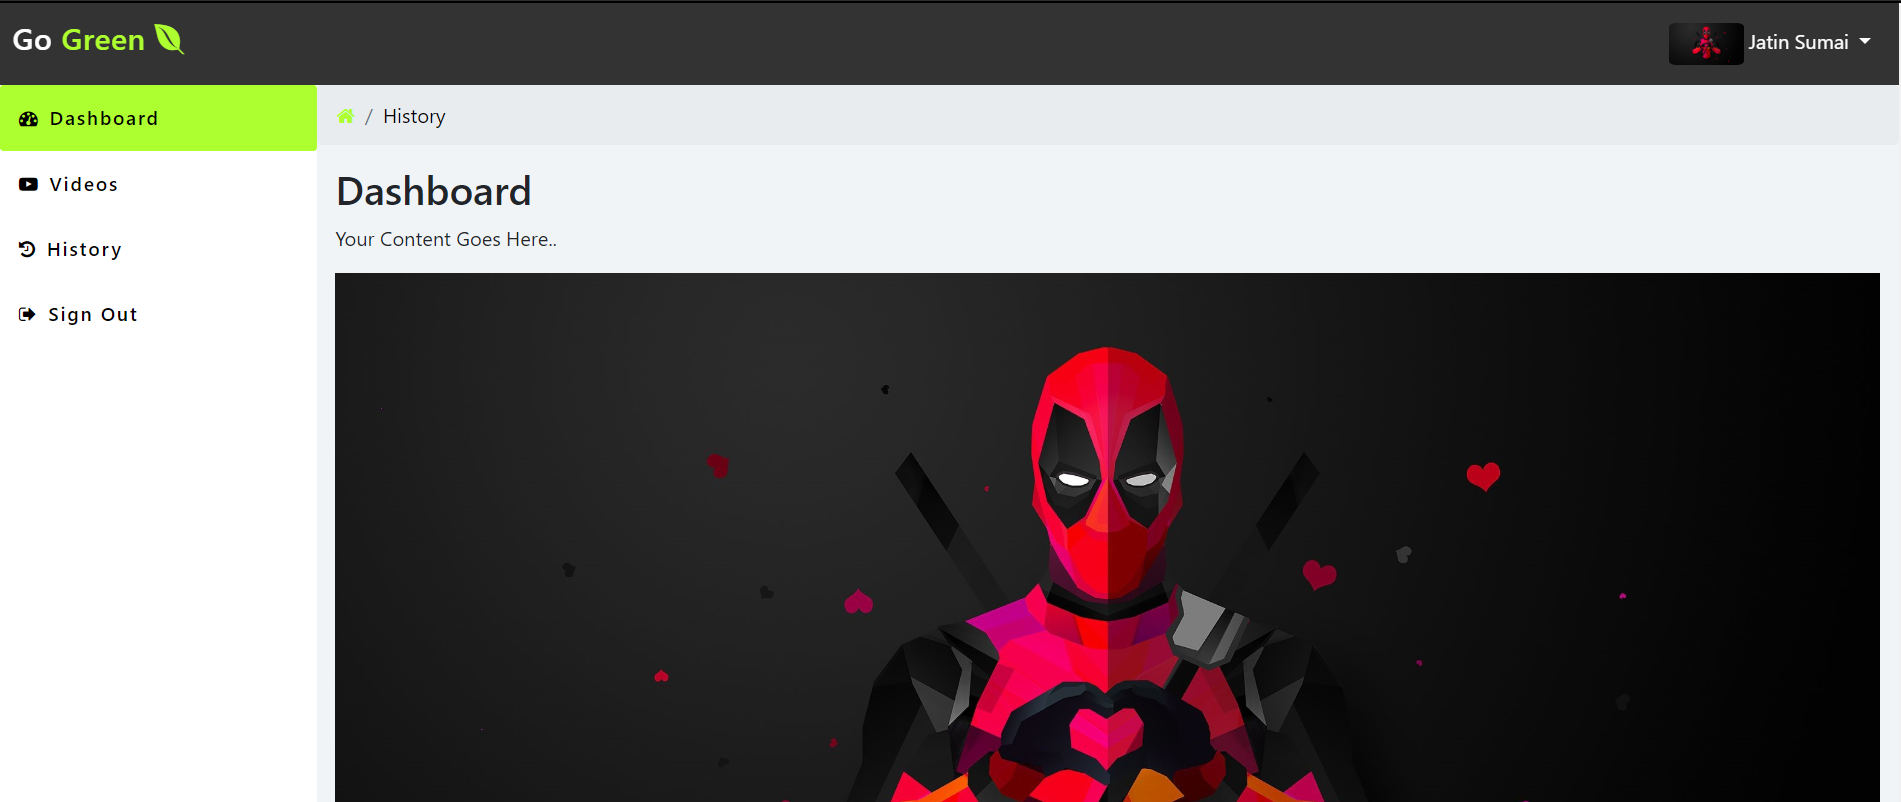 Go Green
Jatin Sumai
Dashboard
Videos
History
Sign Out
/ History
Dashboard
Your Content Goes Here..